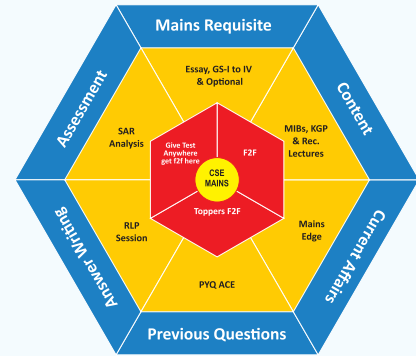 Mains Requisite
Assessment
Content
Essay, GS-I to IV
& Optional
SAR
Analysis
MIBs, KGP
& Rec.
Lectures
Give Test
Anywhere
get f2f here
F2F
CSE
MAINS
Toppers F2F
RLP
Session
Mains
Edge
PYQ ACE
Answer Writing
Current Affairs
Previous Questions